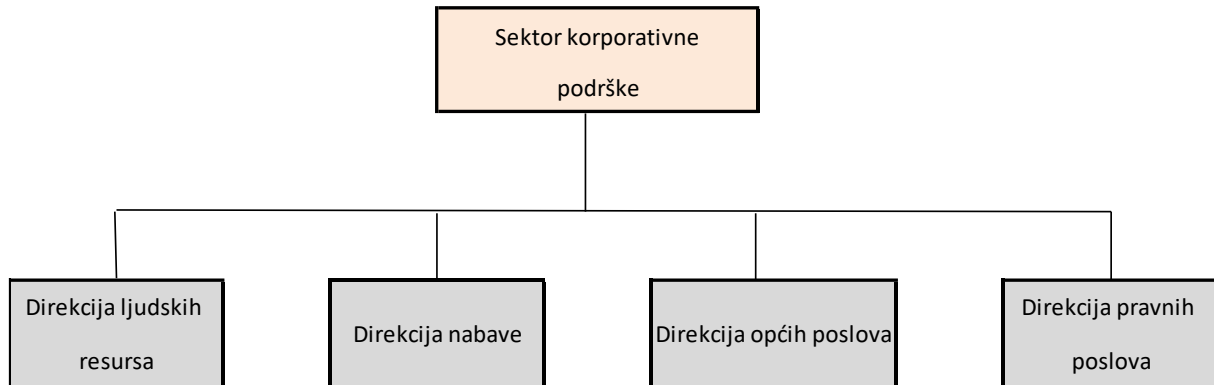 Sektor korporativne
podrške
Direkcija ljudskih
resursa
Direkcija nabave
Direkcija općih poslova
Direkcija pravnih
poslova